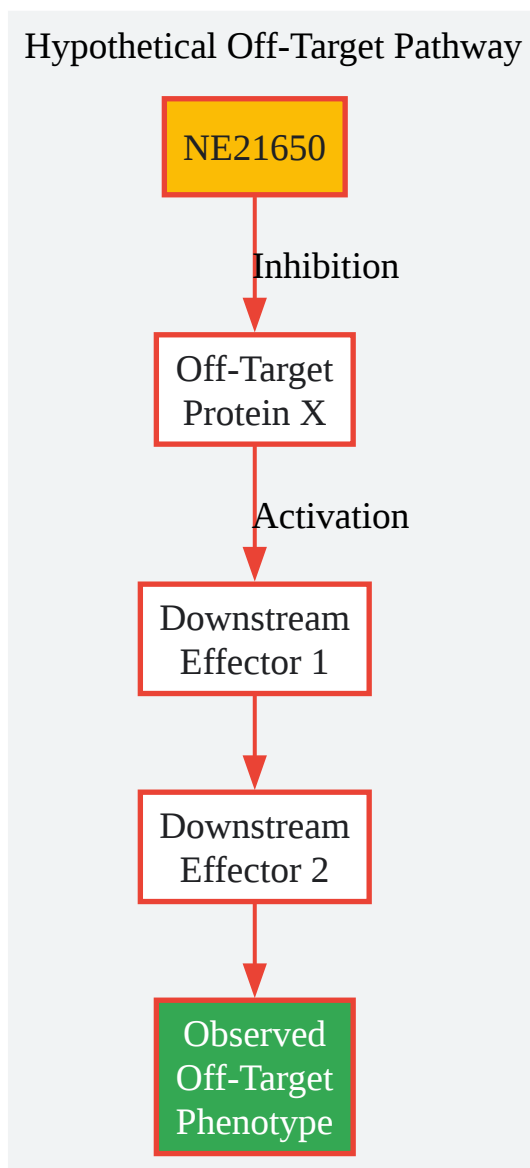 Hypothetical Off-Target Pathway
NE21650
Inhibition
Off-Target
Protein X
Activation
Downstream
Effector 1
Downstream
Effector 2
Observed
Off-Target
Phenotype